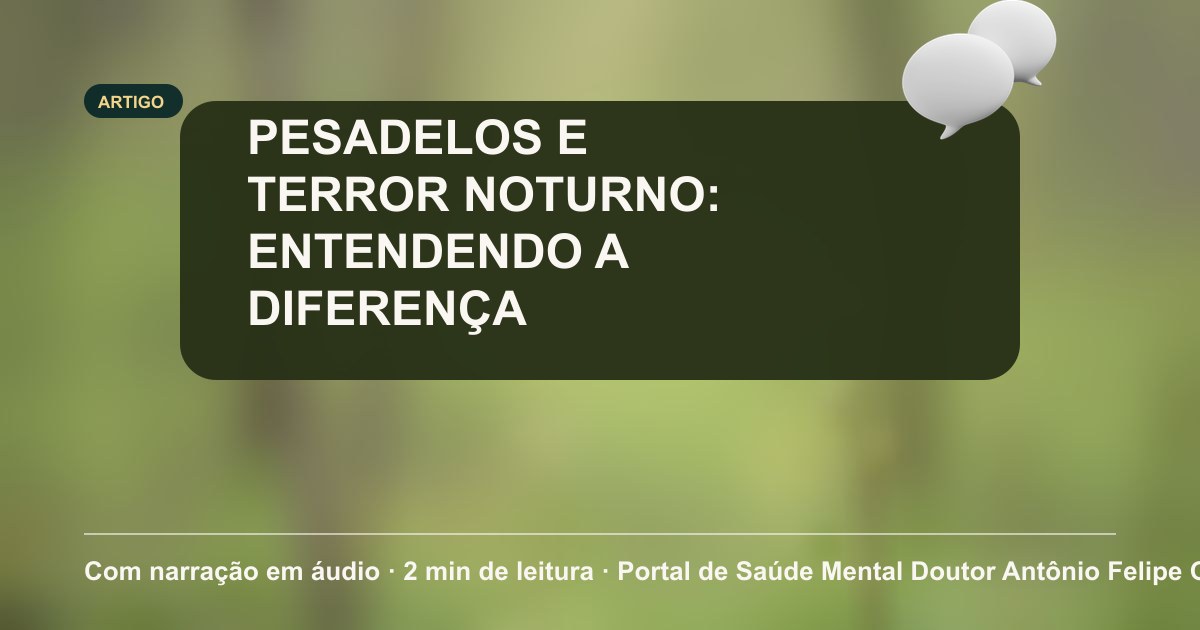 ARTIGO
PESADELOS E
TERROR NOTURNO:
ENTENDENDO A
DIFERENÇA
Com narração em áudio · 2 min de leitura · Portal de Saúde Mental Doutor Antônio Felipe